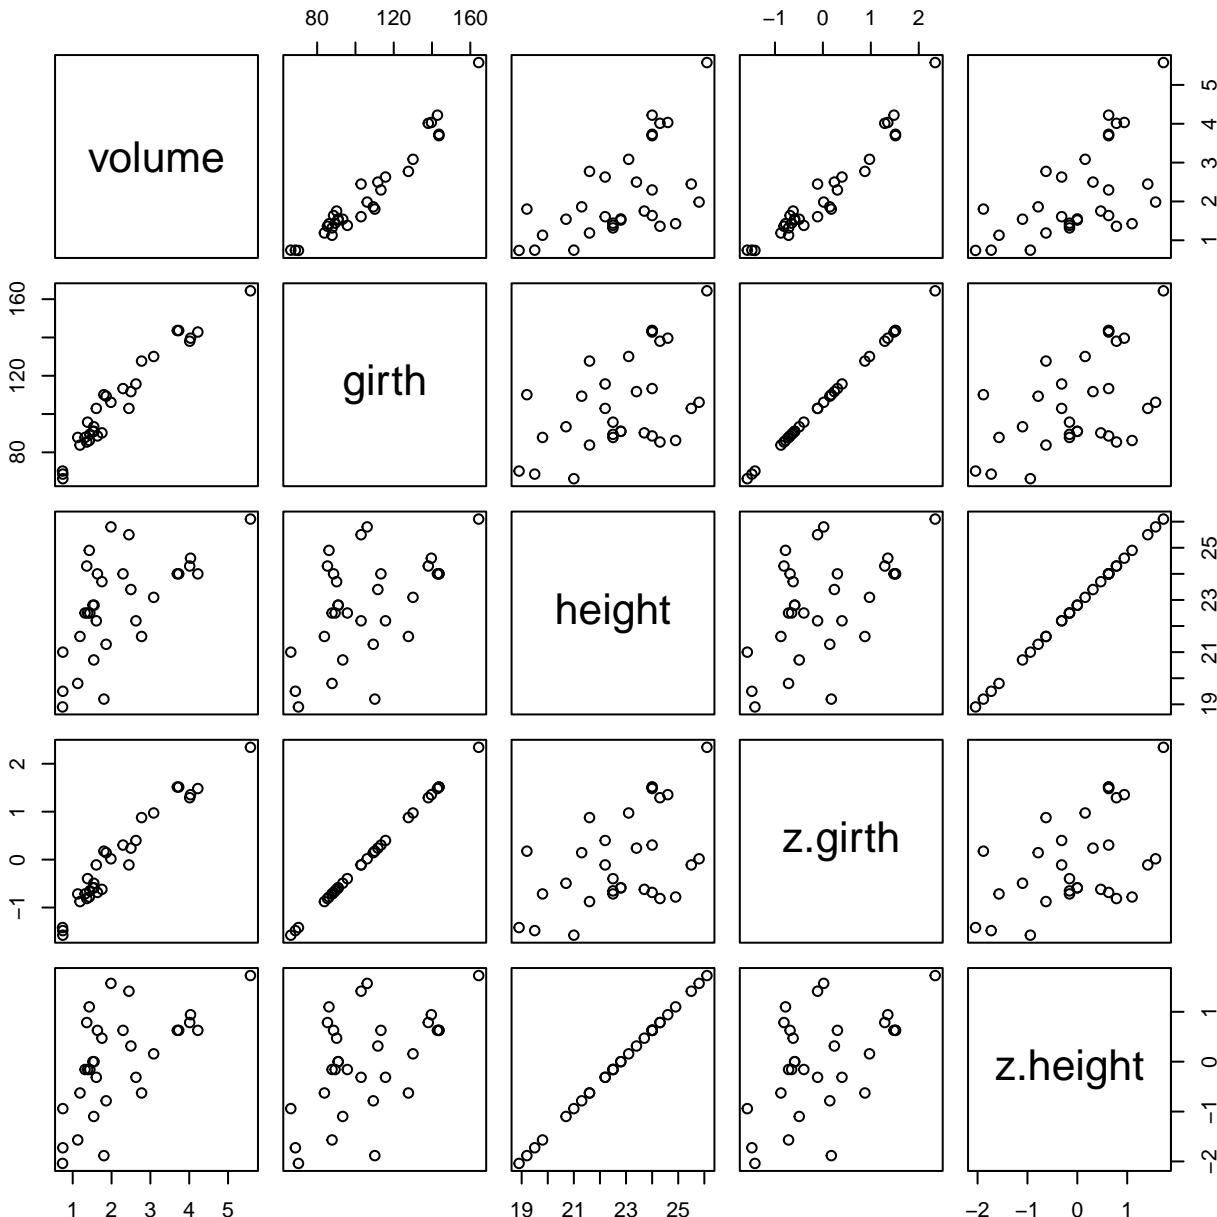 80 120 160 −1 0 1 2
volume 1 2 3 4 5
80 120 160 girth
height 19 21 23 25
−1 0 1 2 z.girth
z.height −2 −1 0 1
1 2 3 4 5 19 21 23 25 −2 −1 0 1